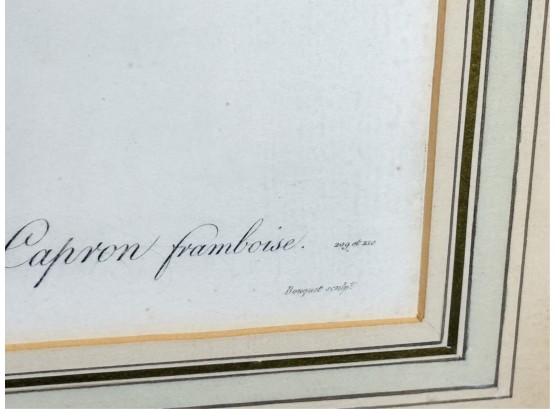 Capron framboise. 209 et 210
Bouquet sculp.t